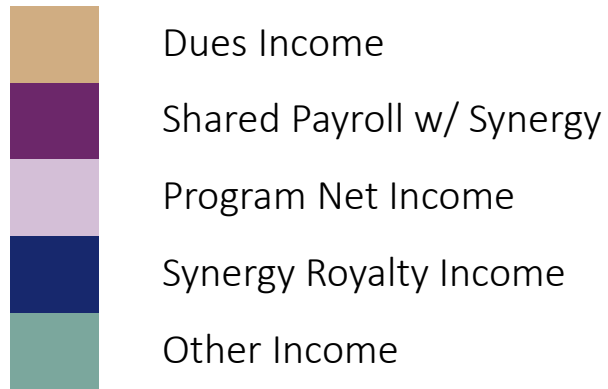 Dues Income
Shared Payroll w/ Synergy
Program Net Income
Synergy Royalty Income
Other Income